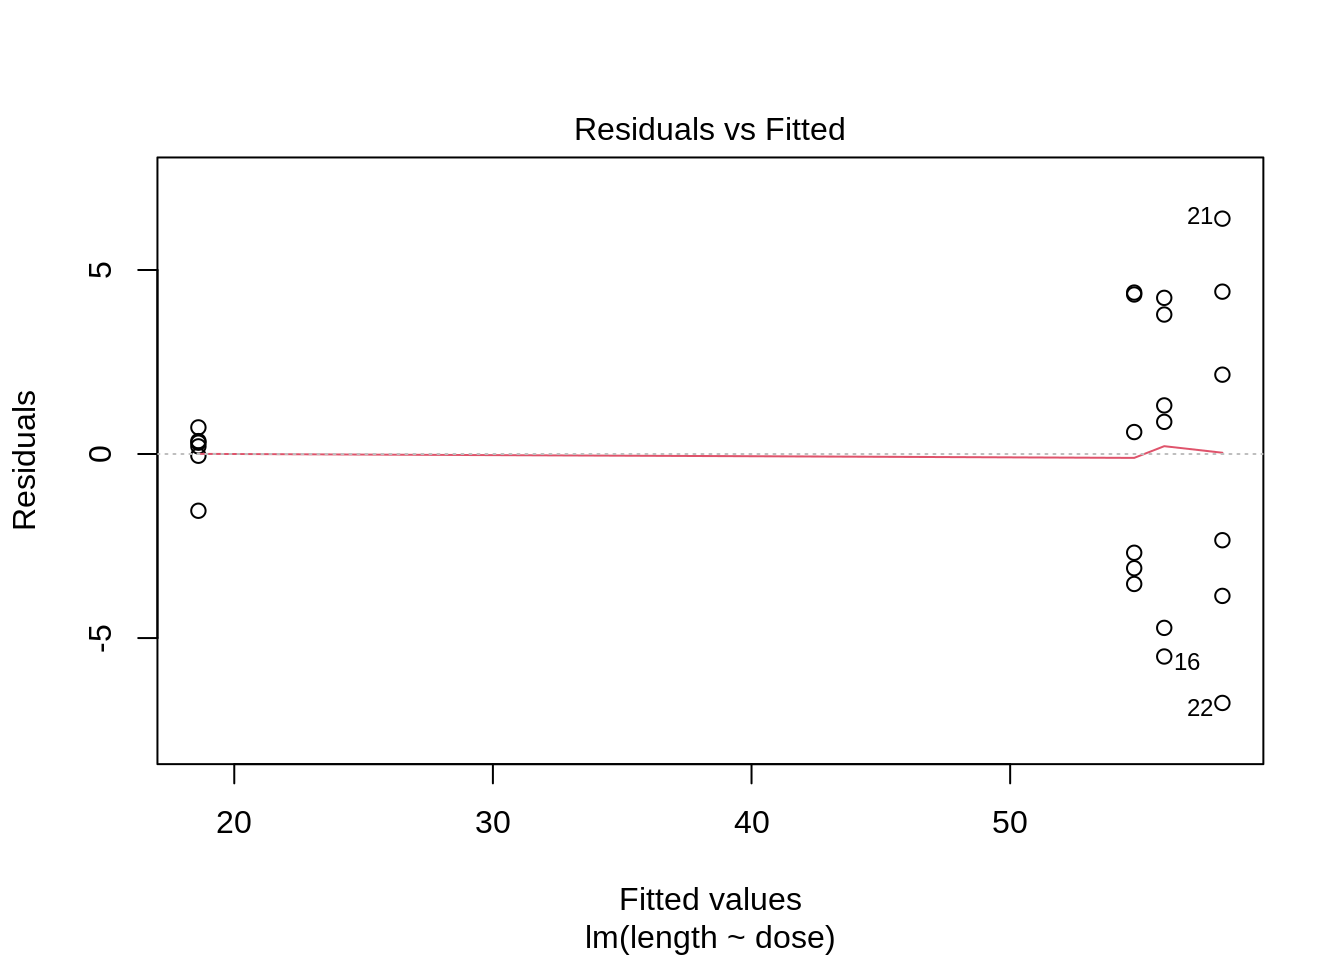 Residuals vs Fitted
Residuals
5
0
-5
21
16
22
20 30 40 50
Fitted values
lm(length ~ dose)